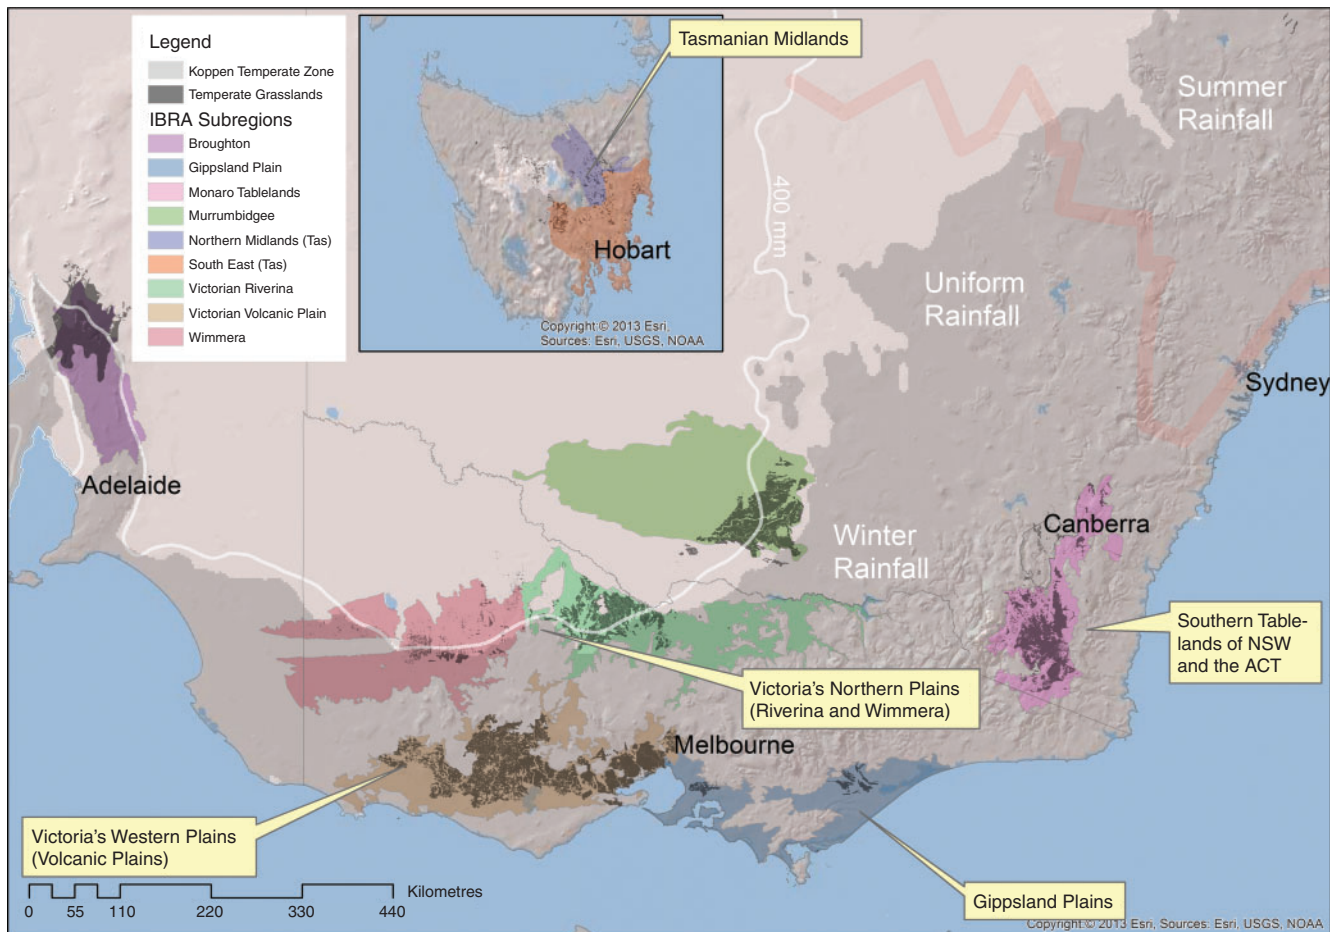 Legend
Koppen Temperate Zone
Temperate Grasslands
IBRA Subregions
Broughton
Gippsland Plain
Monaro Tablelands
Murrumbidgee
Northern Midlands (Tas)
South East (Tas)
Victorian Riverina
Victorian Volcanic Plain
Wimmera
Tasmanian Midlands
Hobart
Copyright © 2013 Esri,
Sources: Esri, USGS, NOAA
Summer
Rainfall
400 mm
Uniform
Rainfall
Sydney
Adelaide
Canberra
Winter
Rainfall
Southern Table-
lands of NSW
and the ACT
Victoria's Northern Plains
(Riverina and Wimmera)
Melbourne
Victoria's Western Plains
(Volcanic Plains)
Gippsland Plains
Kilometres
0 55 110 220 330 440
Copyright:© 2013 Esri, Sources: Esri, USGS, NOAA